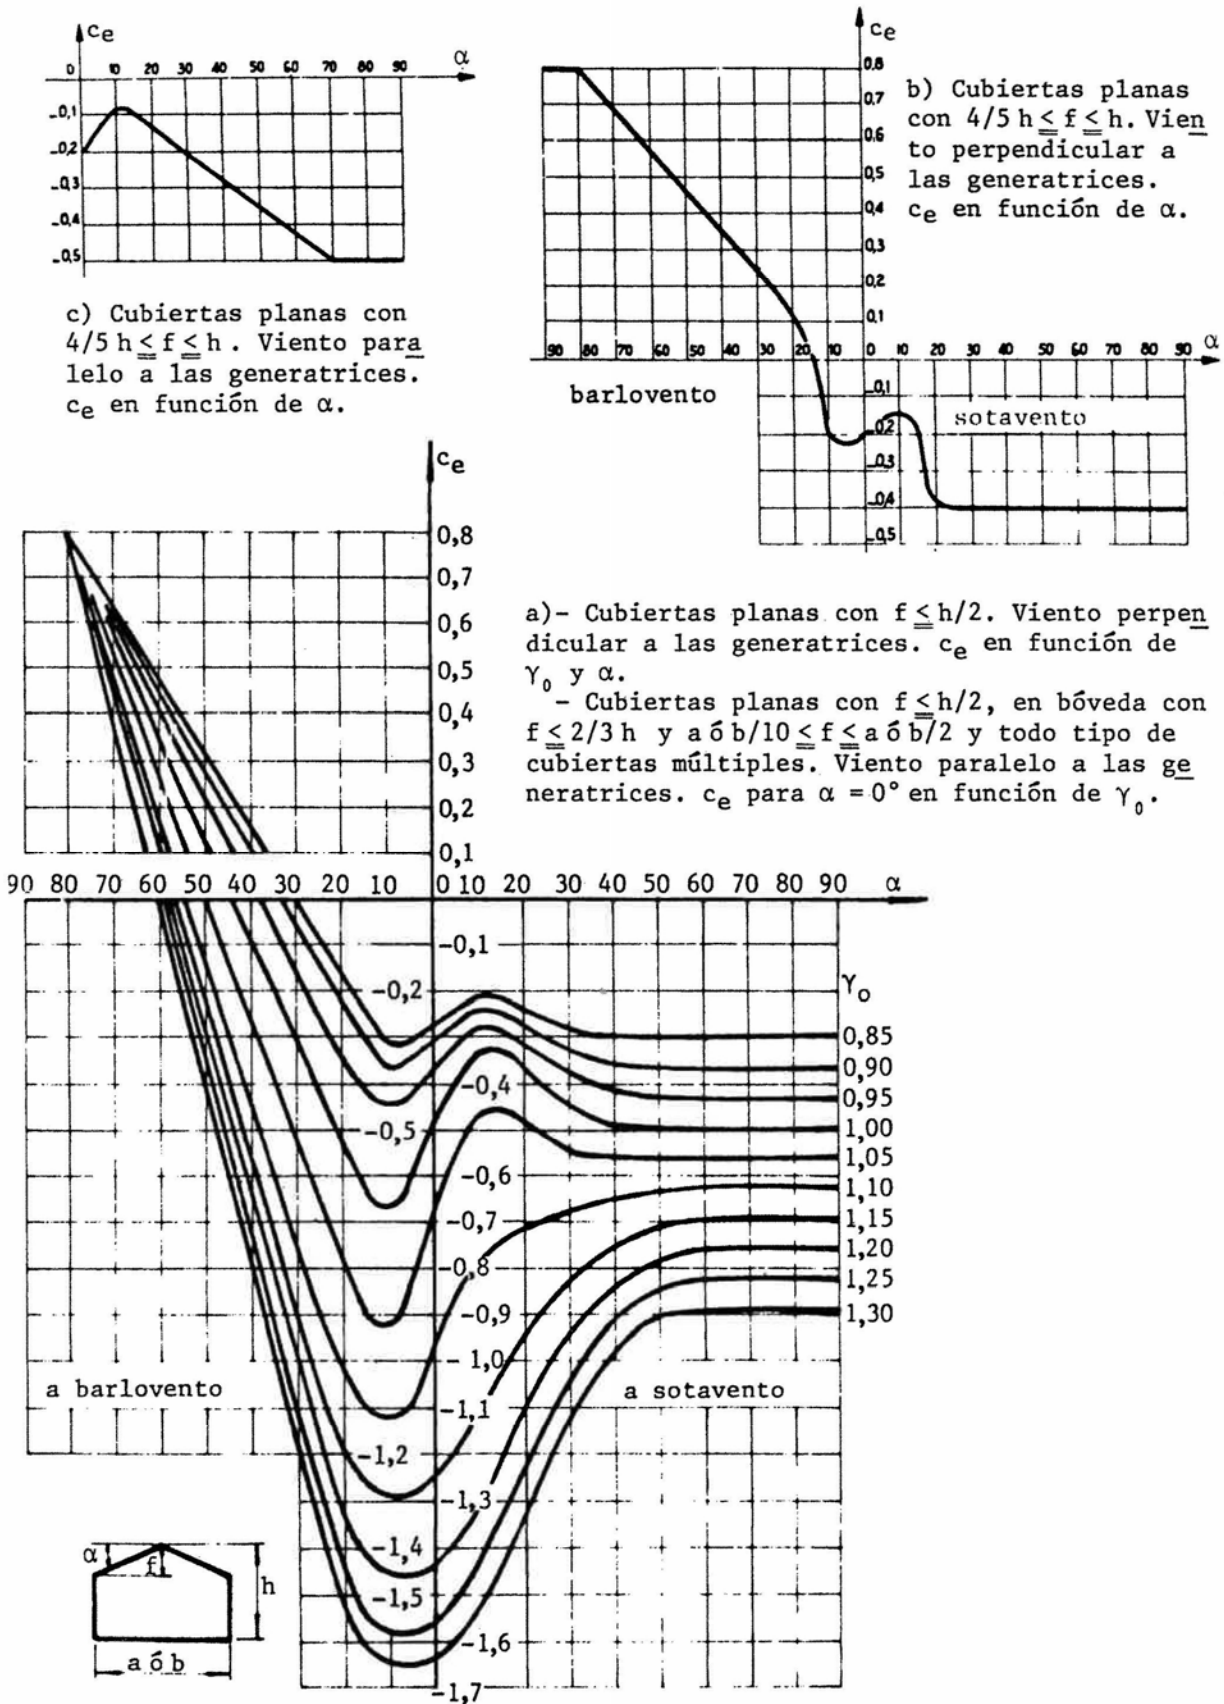 ce
0 10 20 30 40 50 60 70 80 90 α
-0,1
-0,2
-0,3
-0,4
-0,5
c) Cubiertas planas con
4/5 h ≤ f ≤ h . Viento para
lelo a las generatrices.
ce en función de α.
ce
0,8
0,7
0,6
0,5
0,4
0,3
0,2
0,1
90 80 70 60 50 40 30 20 10 0 10 20 30 40 50 60 70 80 90 α
-0,1
-0,2
-0,3
-0,4
-0,5
barlovento
sotavento
b) Cubiertas planas
con 4/5 h ≤ f ≤ h. Vien
to perpendicular a
las generatrices.
ce en función de α.
a)- Cubiertas planas con f ≤ h/2. Viento perpen
dicular a las generatrices. ce en función de
γ0 y α.
- Cubiertas planas con f ≤ h/2, en bóveda con
f ≤ 2/3 h y a ó b/10 ≤ f ≤ a ó b/2 y todo tipo de
cubiertas múltiples. Viento paralelo a las ge
neratrices. ce para α = 0° en función de γ0.
ce
0,8
0,7
0,6
0,5
0,4
0,3
0,2
0,1
90 80 70 60 50 40 30 20 10 0 10 20 30 40 50 60 70 80 90 α
-0,1
-0,2
-0,4
-0,5
-0,6
-0,7
-0,8
-0,9
-1,0
-1,1
-1,2
-1,3
-1,4
-1,5
-1,6
-1,7
γo
0,85
0,90
0,95
1,00
1,05
1,10
1,15
1,20
1,25
1,30
a barlovento
a sotavento
α
f
h
a ó b